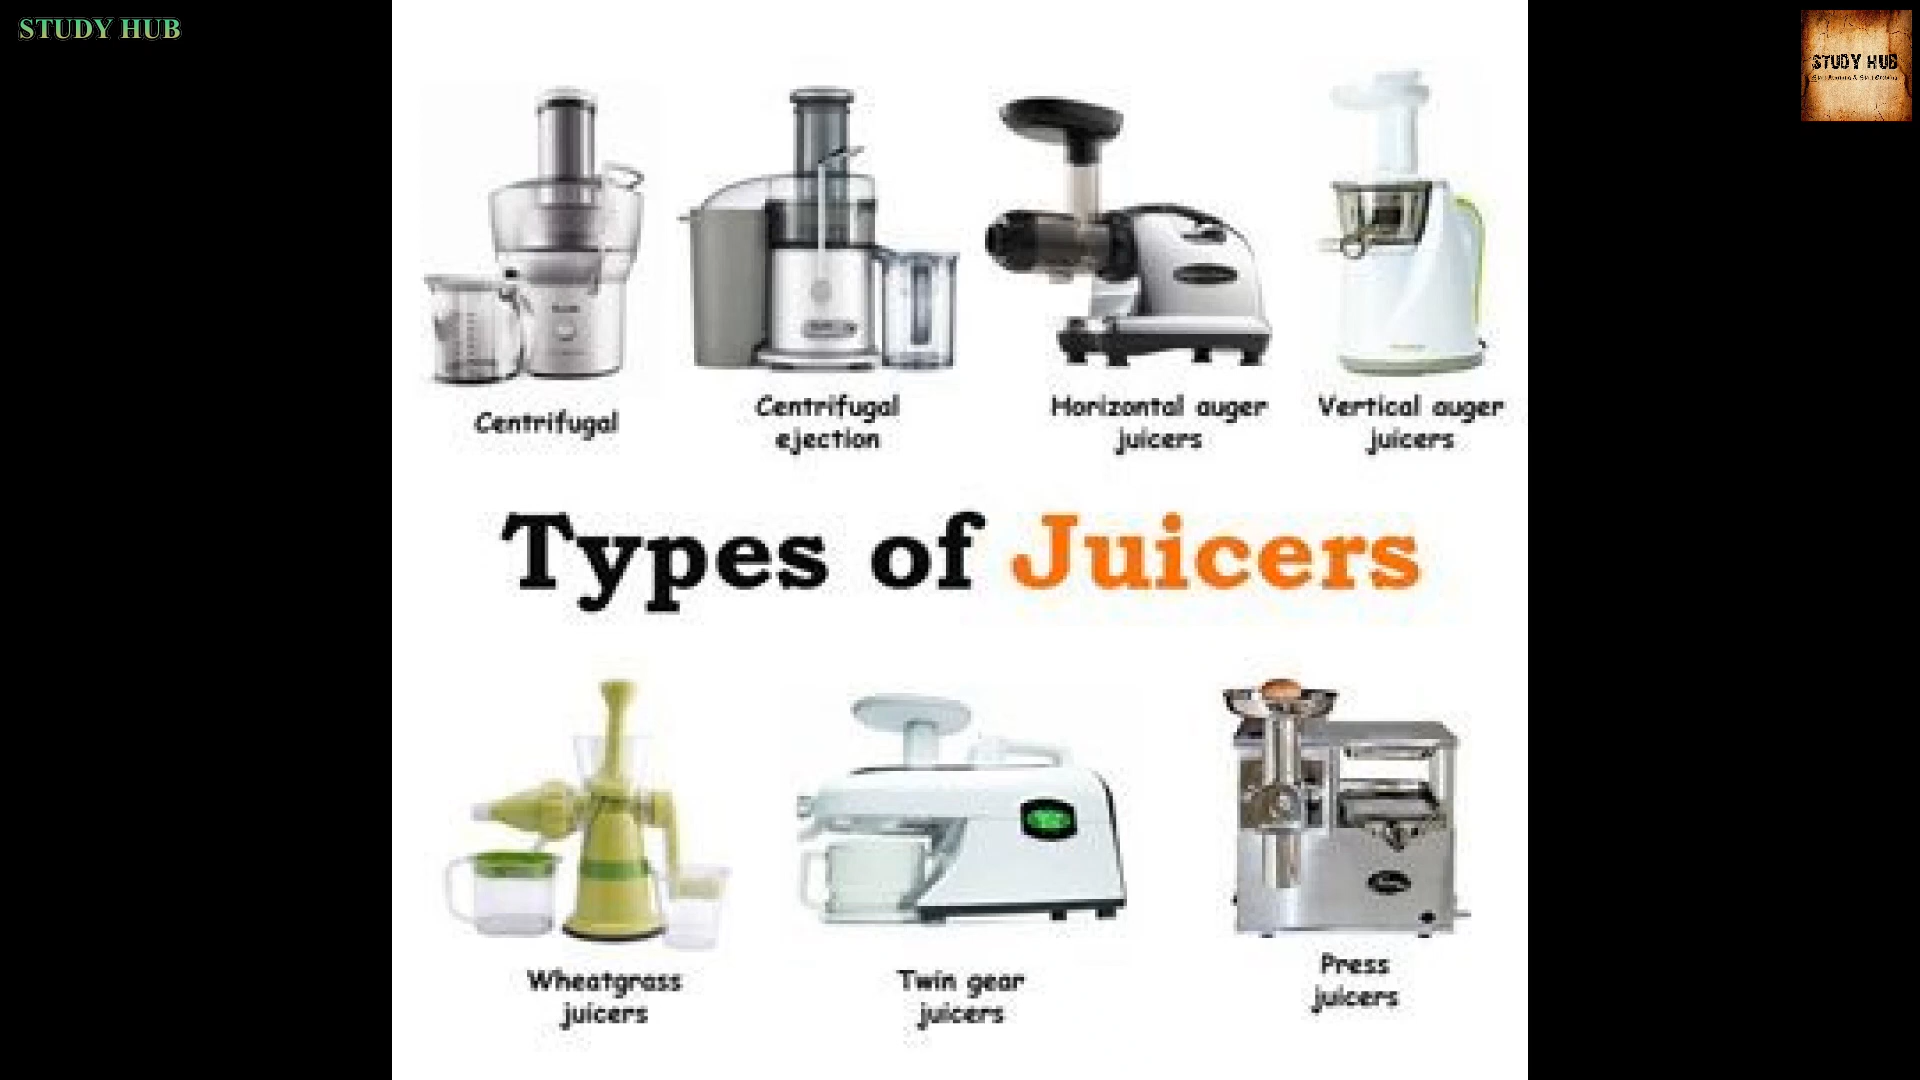 STUDY HUB
STUDY HUB
Centrifugal
Centrifugal
ejection
Horizontal auger
juicers
Vertical auger
juicers
Types of Juicers
Wheatgrass
juicers
Twin gear
juicers
Press
juicers